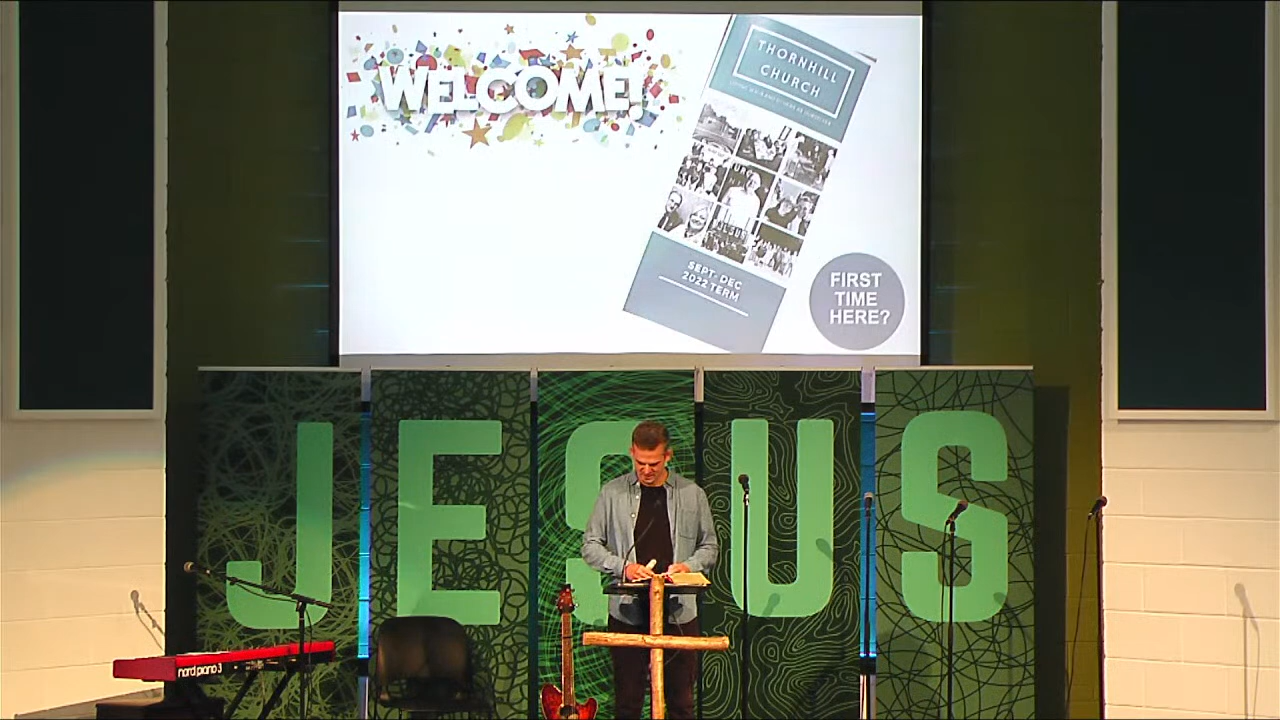 WELCOME!
THORNHILL
CHURCH
SEPT- DEC
2022 TERM
FIRST
TIME
HERE?
JESUS
nord piano 3